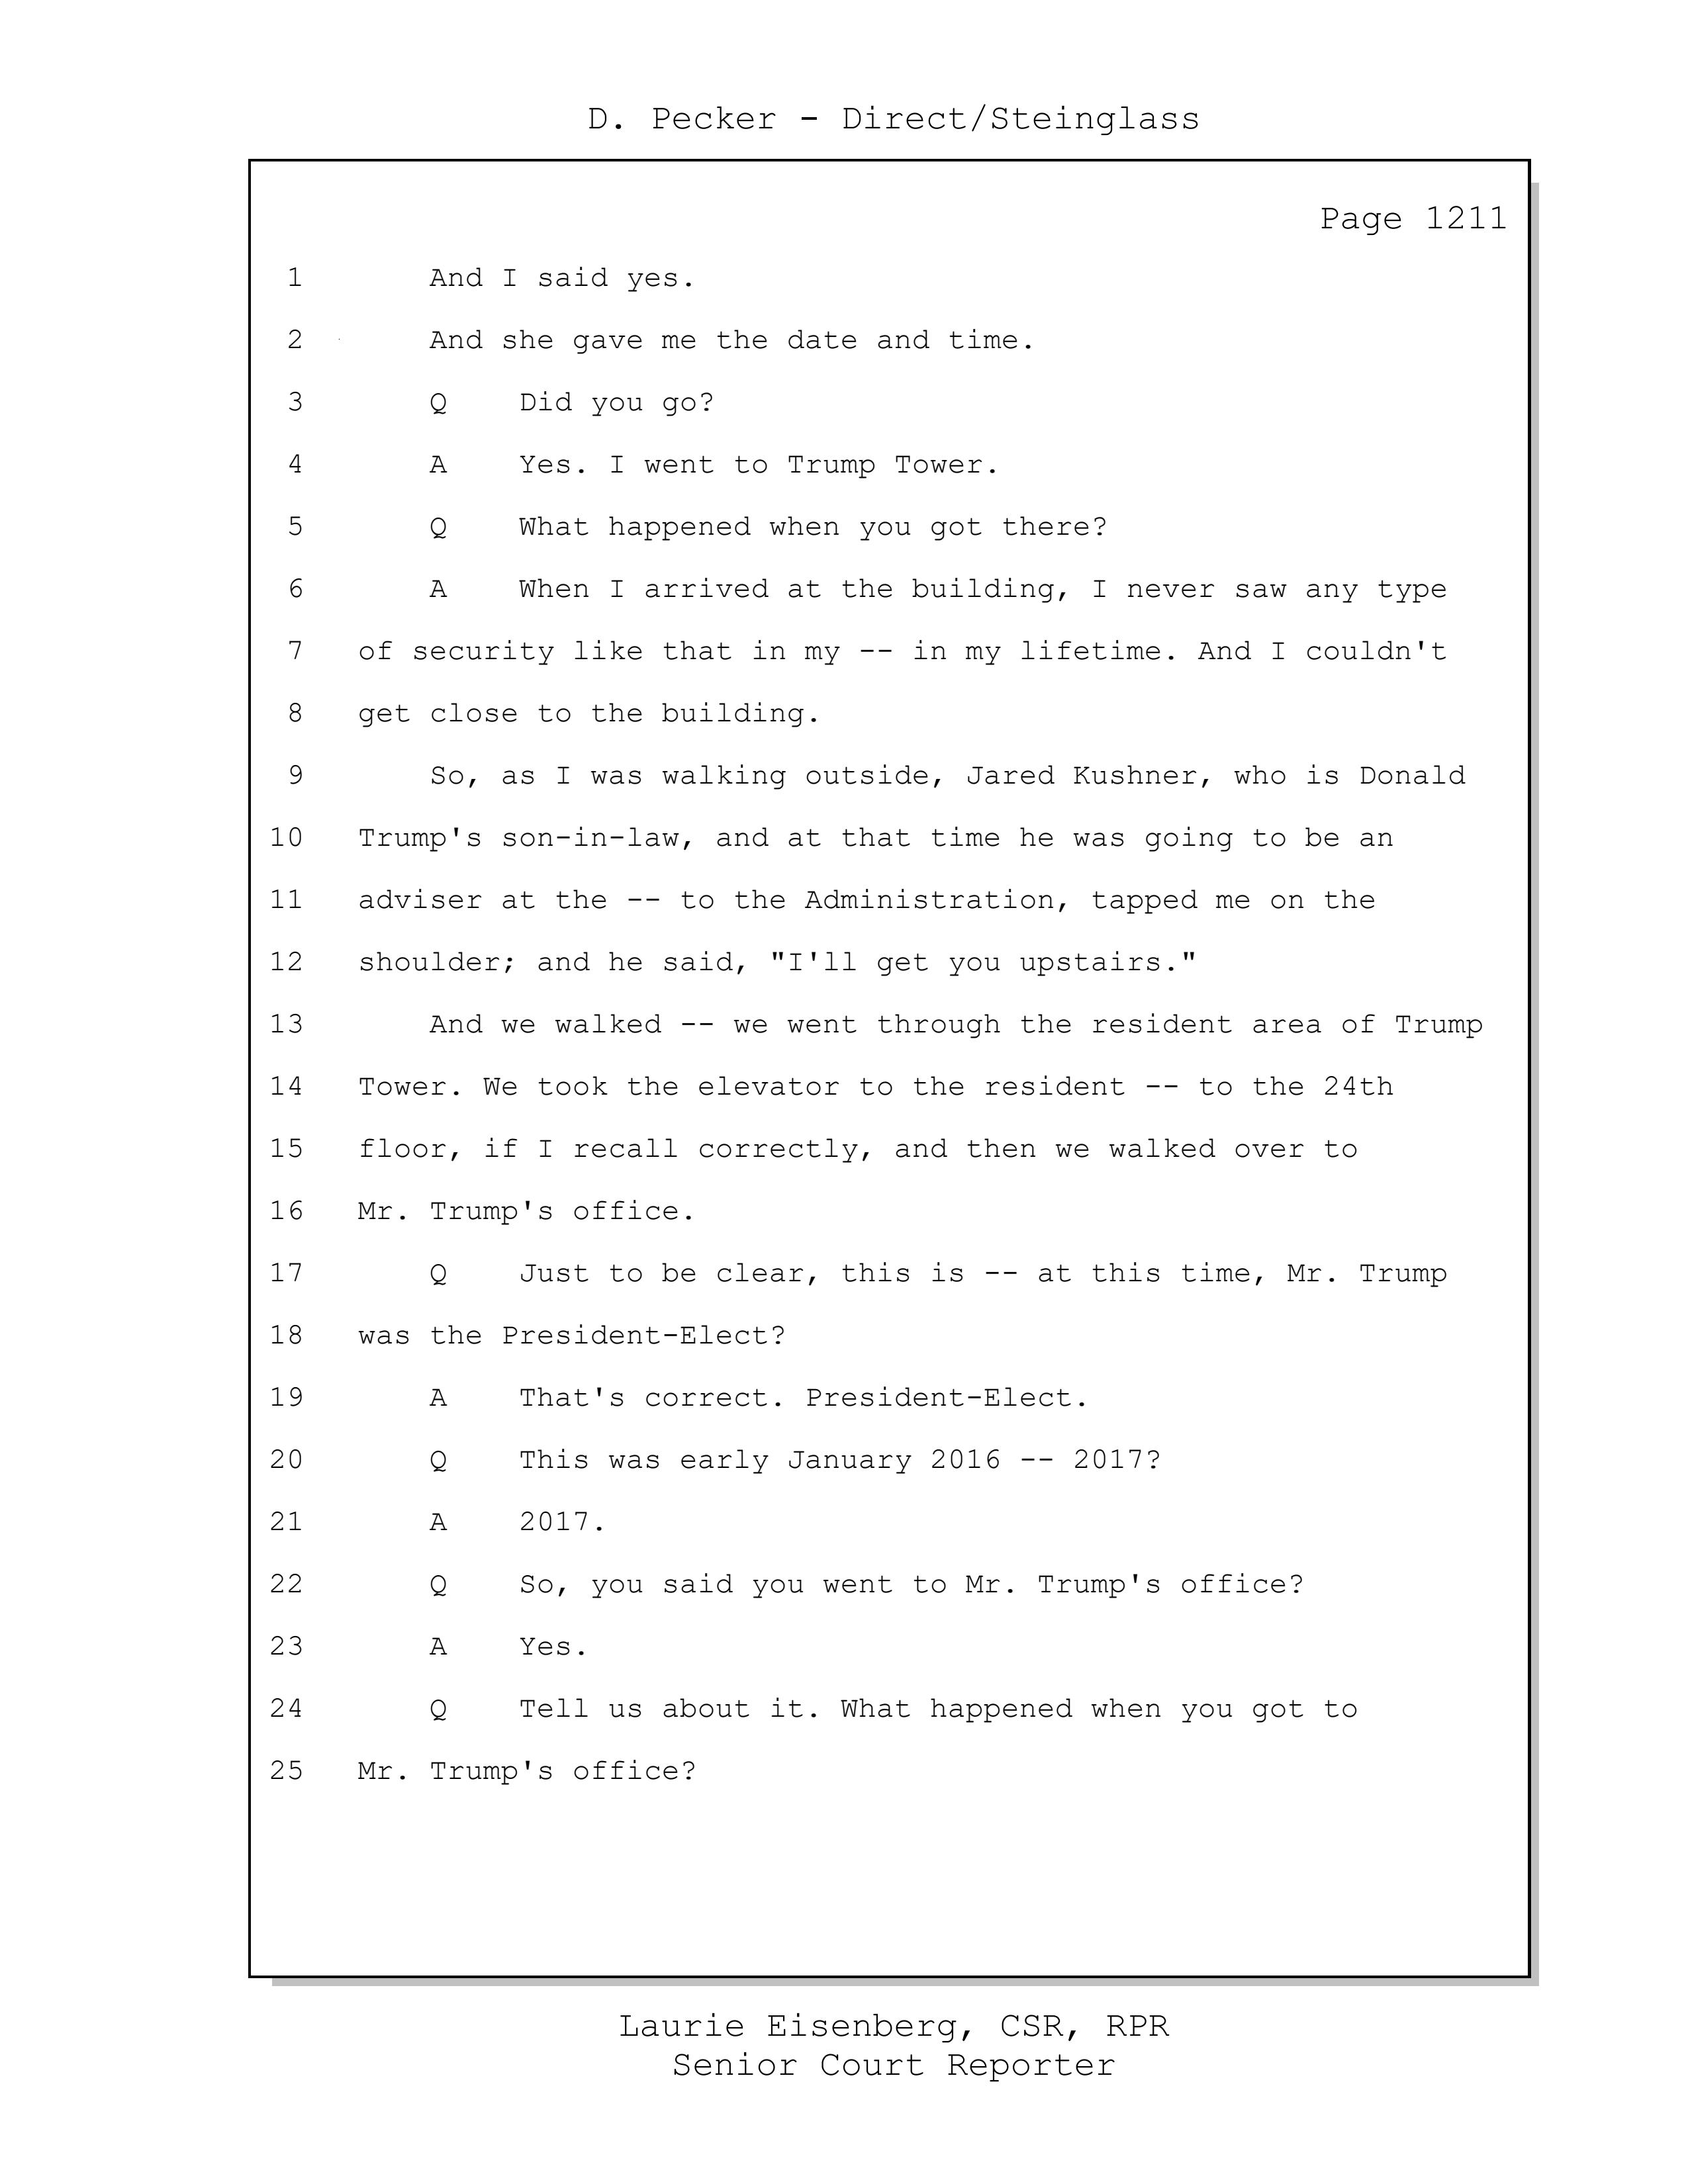 D. Pecker - Direct/Steinglass
Page 1211
1 And I said yes.
2 And she gave me the date and time.
3 Q Did you go?
4 A Yes. I went to Trump Tower.
5 Q What happened when you got there?
6 A When I arrived at the building, I never saw any type
7 of security like that in my -- in my lifetime. And I couldn't
8 get close to the building.
9 So, as I was walking outside, Jared Kushner, who is Donald
10 Trump's son-in-law, and at that time he was going to be an
11 adviser at the -- to the Administration, tapped me on the
12 shoulder; and he said, "I'll get you upstairs."
13 And we walked -- we went through the resident area of Trump
14 Tower. We took the elevator to the resident -- to the 24th
15 floor, if I recall correctly, and then we walked over to
16 Mr. Trump's office.
17 Q Just to be clear, this is -- at this time, Mr. Trump
18 was the President-Elect?
19 A That's correct. President-Elect.
20 Q This was early January 2016 -- 2017?
21 A 2017.
22 Q So, you said you went to Mr. Trump's office?
23 A Yes.
24 Q Tell us about it. What happened when you got to
25 Mr. Trump's office?
Laurie Eisenberg, CSR, RPR
Senior Court Reporter